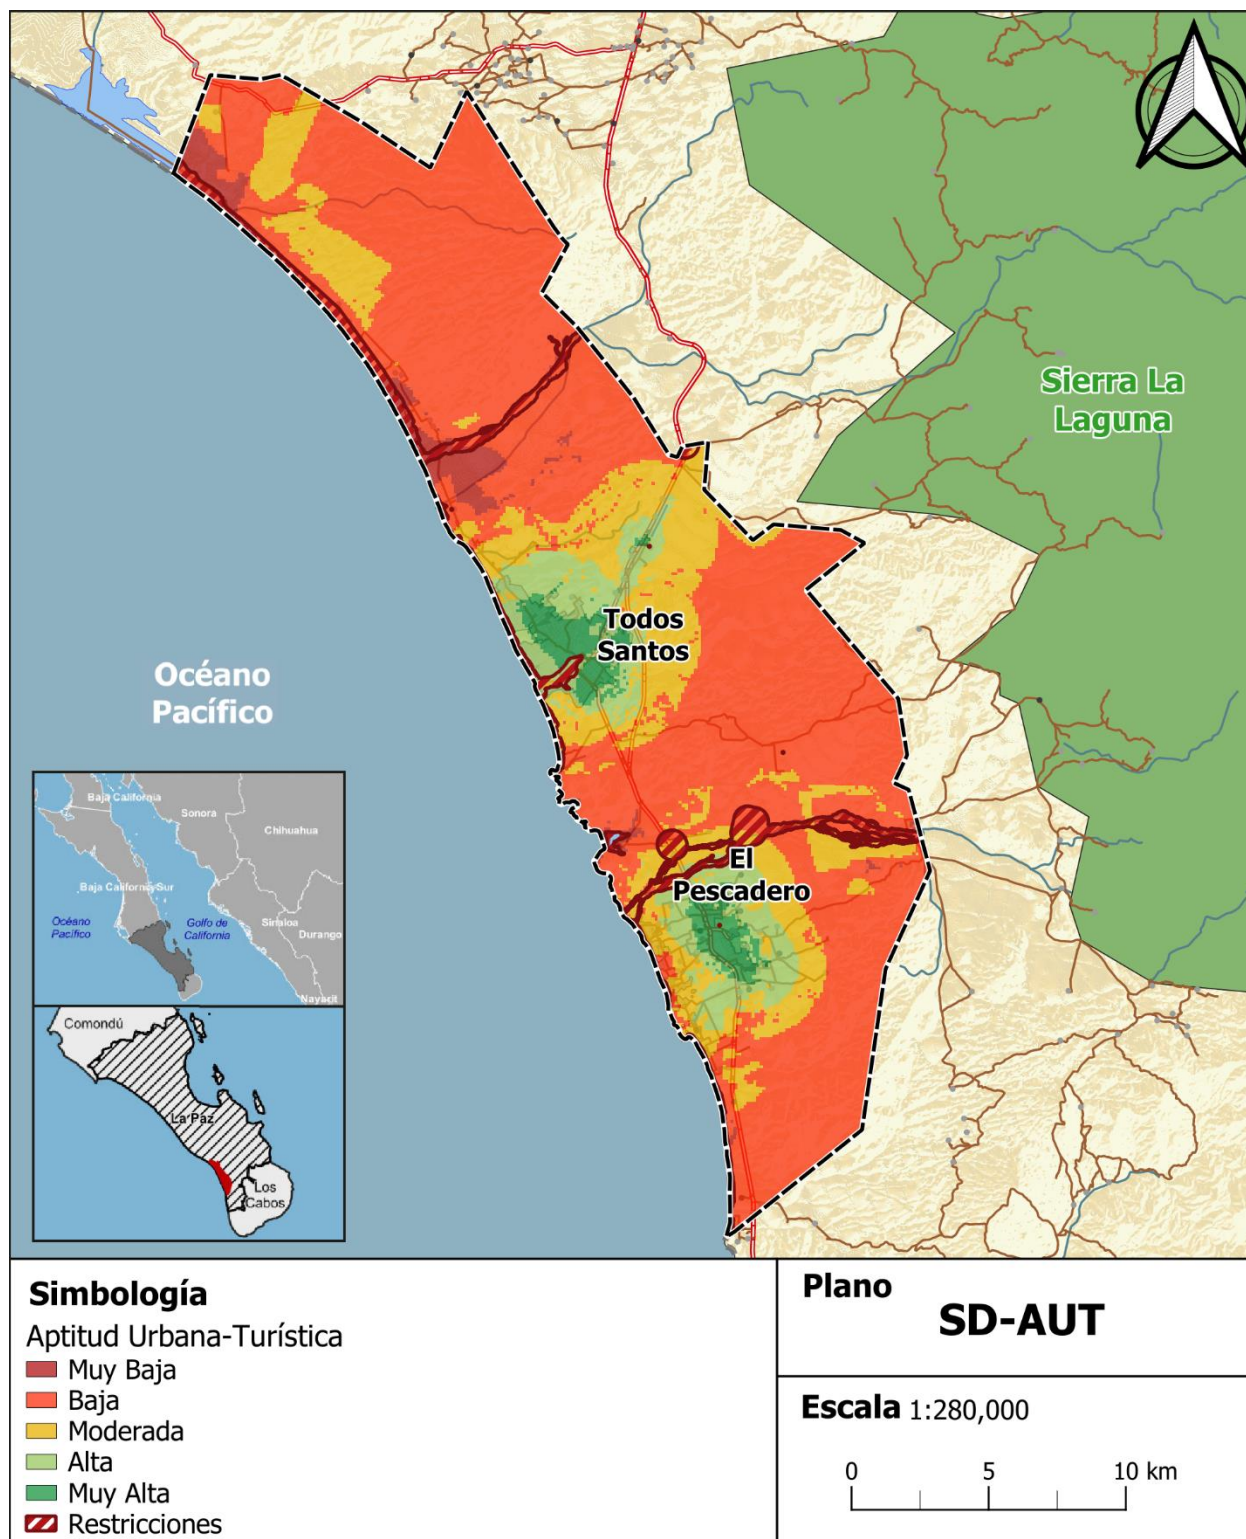 Sierra La
Laguna
Todos
Santos
Océano
Pacífico
El
Pescadero
Baja California
Sonora
Chihuahua
Baja California Sur
Océano
Pacífico
Golfo de
California
Sinaloa
Durango
Nayarit
Comondú
La Paz
Los
Cabos
Simbología
Aptitud Urbana-Turística
Muy Baja
Baja
Moderada
Alta
Muy Alta
Restricciones
Plano
SD-AUT
Escala 1:280,000
0 5 10 km